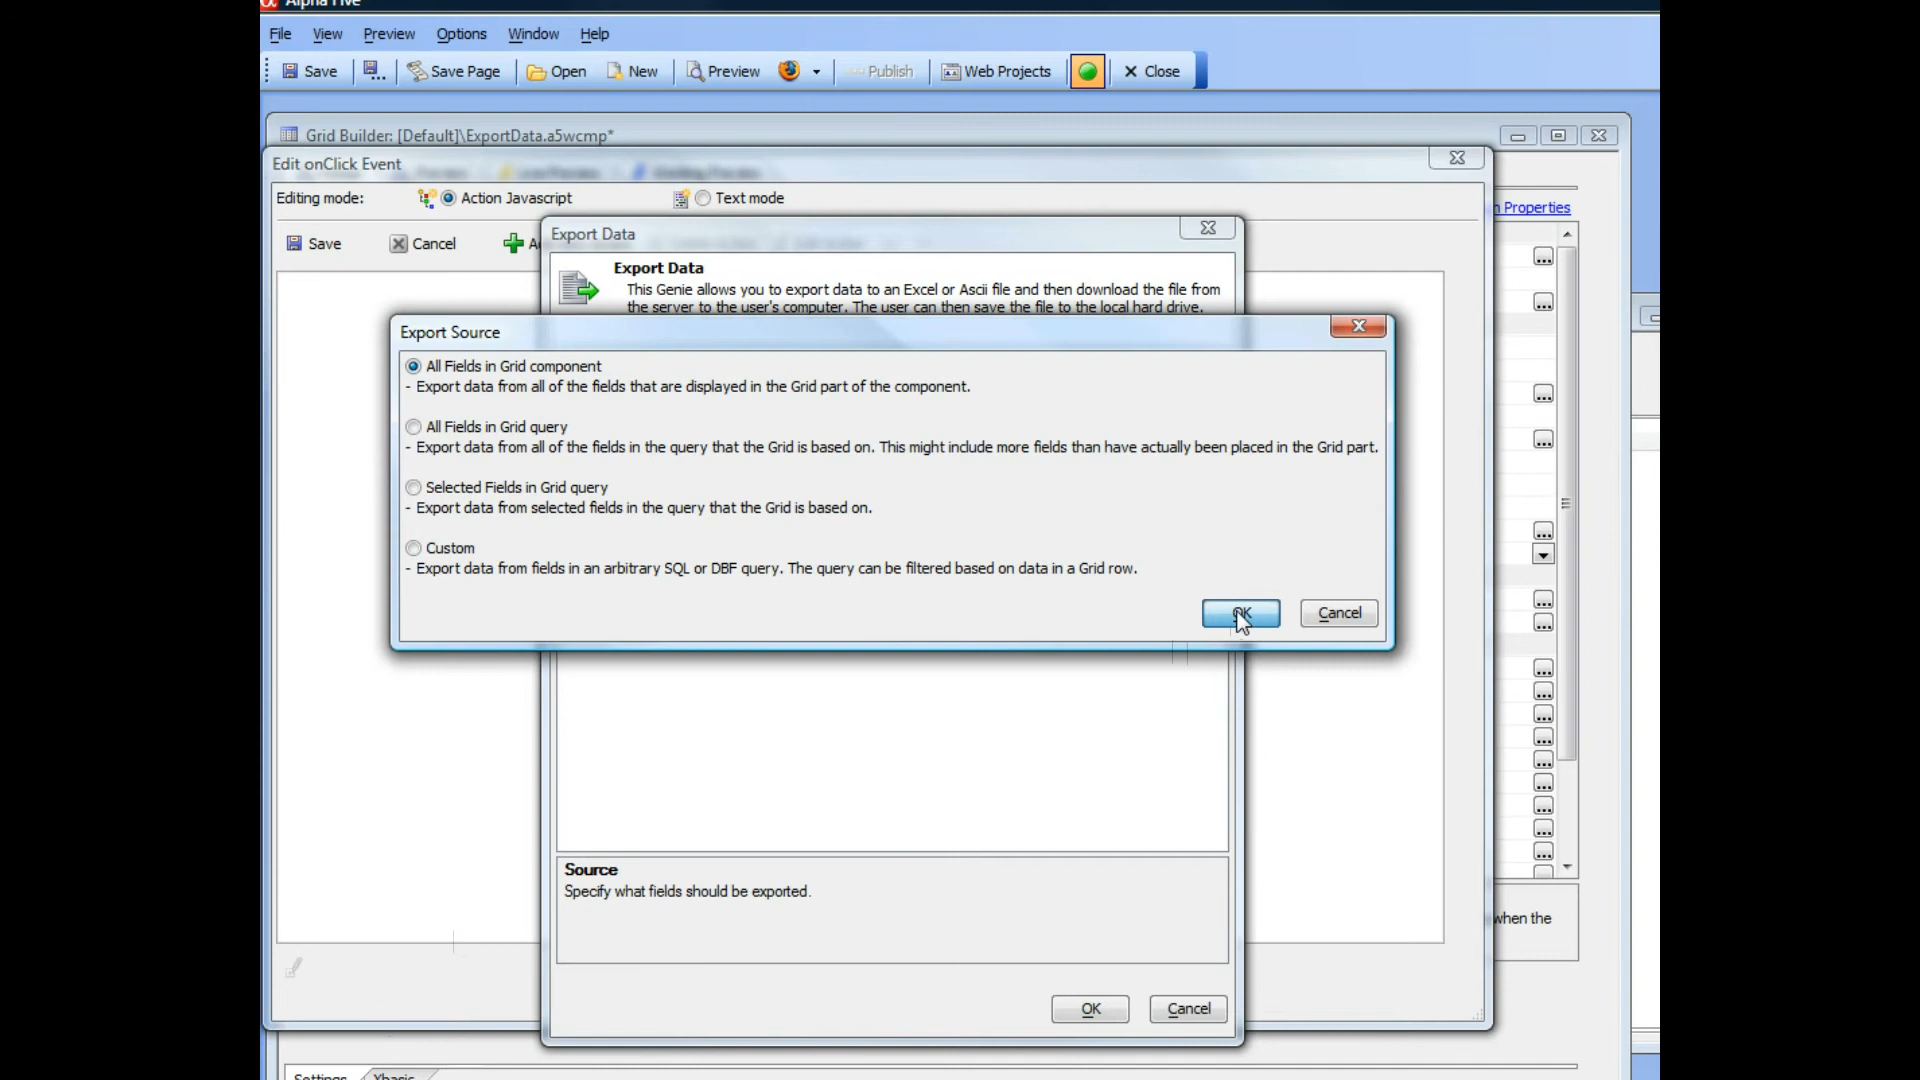 Alpha Five
File View Preview Options Window Help
Save Save Page Open New Preview Publish Web Projects Close
Grid Builder: [Default]\ExportData.a5wcmp*
Edit onClick Event
Editing mode: Action Javascript Text mode
Properties
Export Data
Save Cancel
Export Data
This Genie allows you to export data to an Excel or Ascii file and then download the file from
the server to the user's computer. The user can then save the file to the local hard drive.
Export Source
All Fields in Grid component
- Export data from all of the fields that are displayed in the Grid part of the component.
All Fields in Grid query
- Export data from all of the fields in the query that the Grid is based on. This might include more fields than have actually been placed in the Grid part.
Selected Fields in Grid query
- Export data from selected fields in the query that the Grid is based on.
Custom
- Export data from fields in an arbitrary SQL or DBF query. The query can be filtered based on data in a Grid row.
OK Cancel
Source
Specify what fields should be exported.
when the
OK Cancel
Settings Xbasic